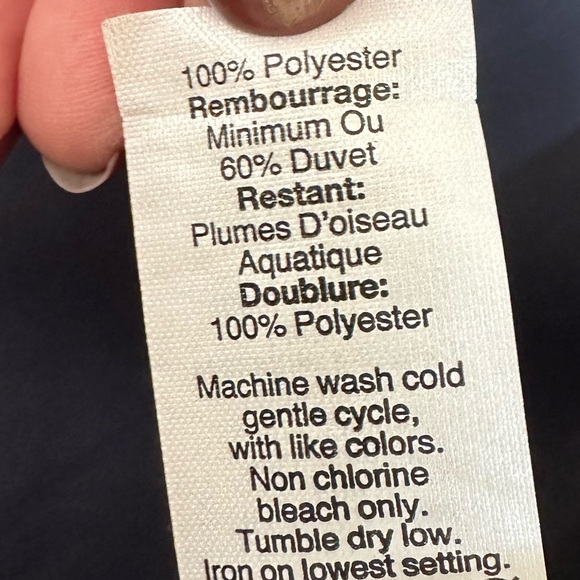 100% Polyester
Rembourrage:
Minimum Ou
60% Duvet
Restant:
Plumes D'oiseau
Aquatique
Doublure:
100% Polyester
Machine wash cold
gentle cycle,
with like colors.
Non chlorine
bleach only.
Tumble dry low.
Iron on lowest setting.